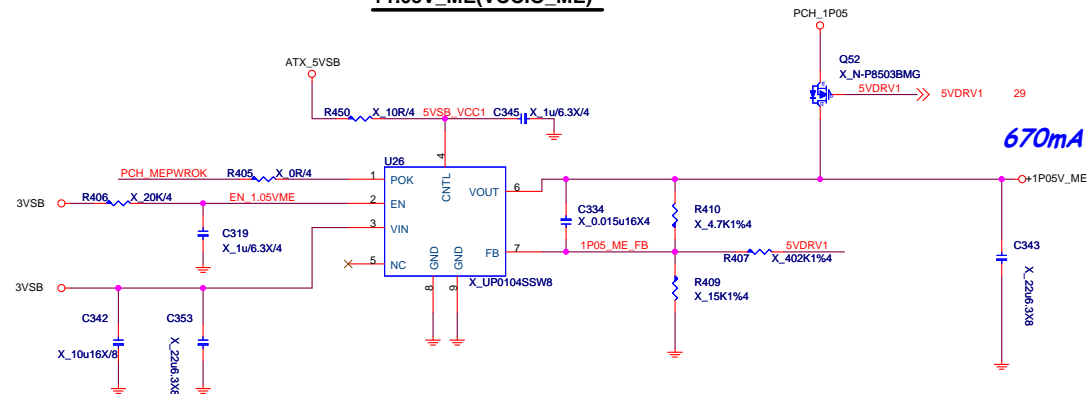 +1.05V_ME(VCCIO_ME)
PCH_1P05
Q52
X_N-P8503BMG
5VDRV1
5VDRV1 29
670mA
ATX_5VSB
R450 X_10R/4 5VSB_VCC1 C345 X_1u/6.3X/4
U26
PCH_MEPWROK R405 X_0R/4 1 POK
4 CNTL
VOUT 6
+1P05V_ME
3VSB R406 X_20K/4 EN_1.05VME 2 EN
C319
X_1u/6.3X/4
3 VIN
C334
X_0.015u16X4
R410
X_4.7K1%4
FB 7 1P05_ME_FB
R407 X_402K1%4 5VDRV1
5 NC
GND GND
8 9
X_UP0104SSW8
R409
X_15K1%4
C343
X_22u6.3X8
3VSB
C342
X_10u16X/8
C353
X_22u6.3X8